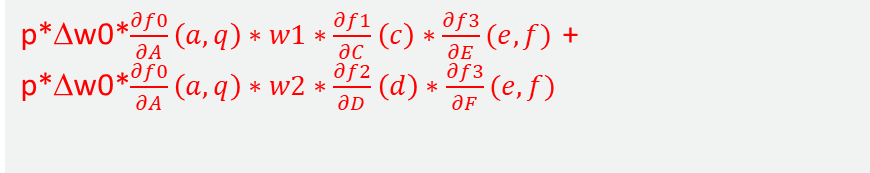 p*Δw0*∂f0/∂A (a, q) * w1 * ∂f1/∂C (c) * ∂f3/∂E (e, f) +
p*Δw0*∂f0/∂A (a, q) * w2 * ∂f2/∂D (d) * ∂f3/∂F (e, f)